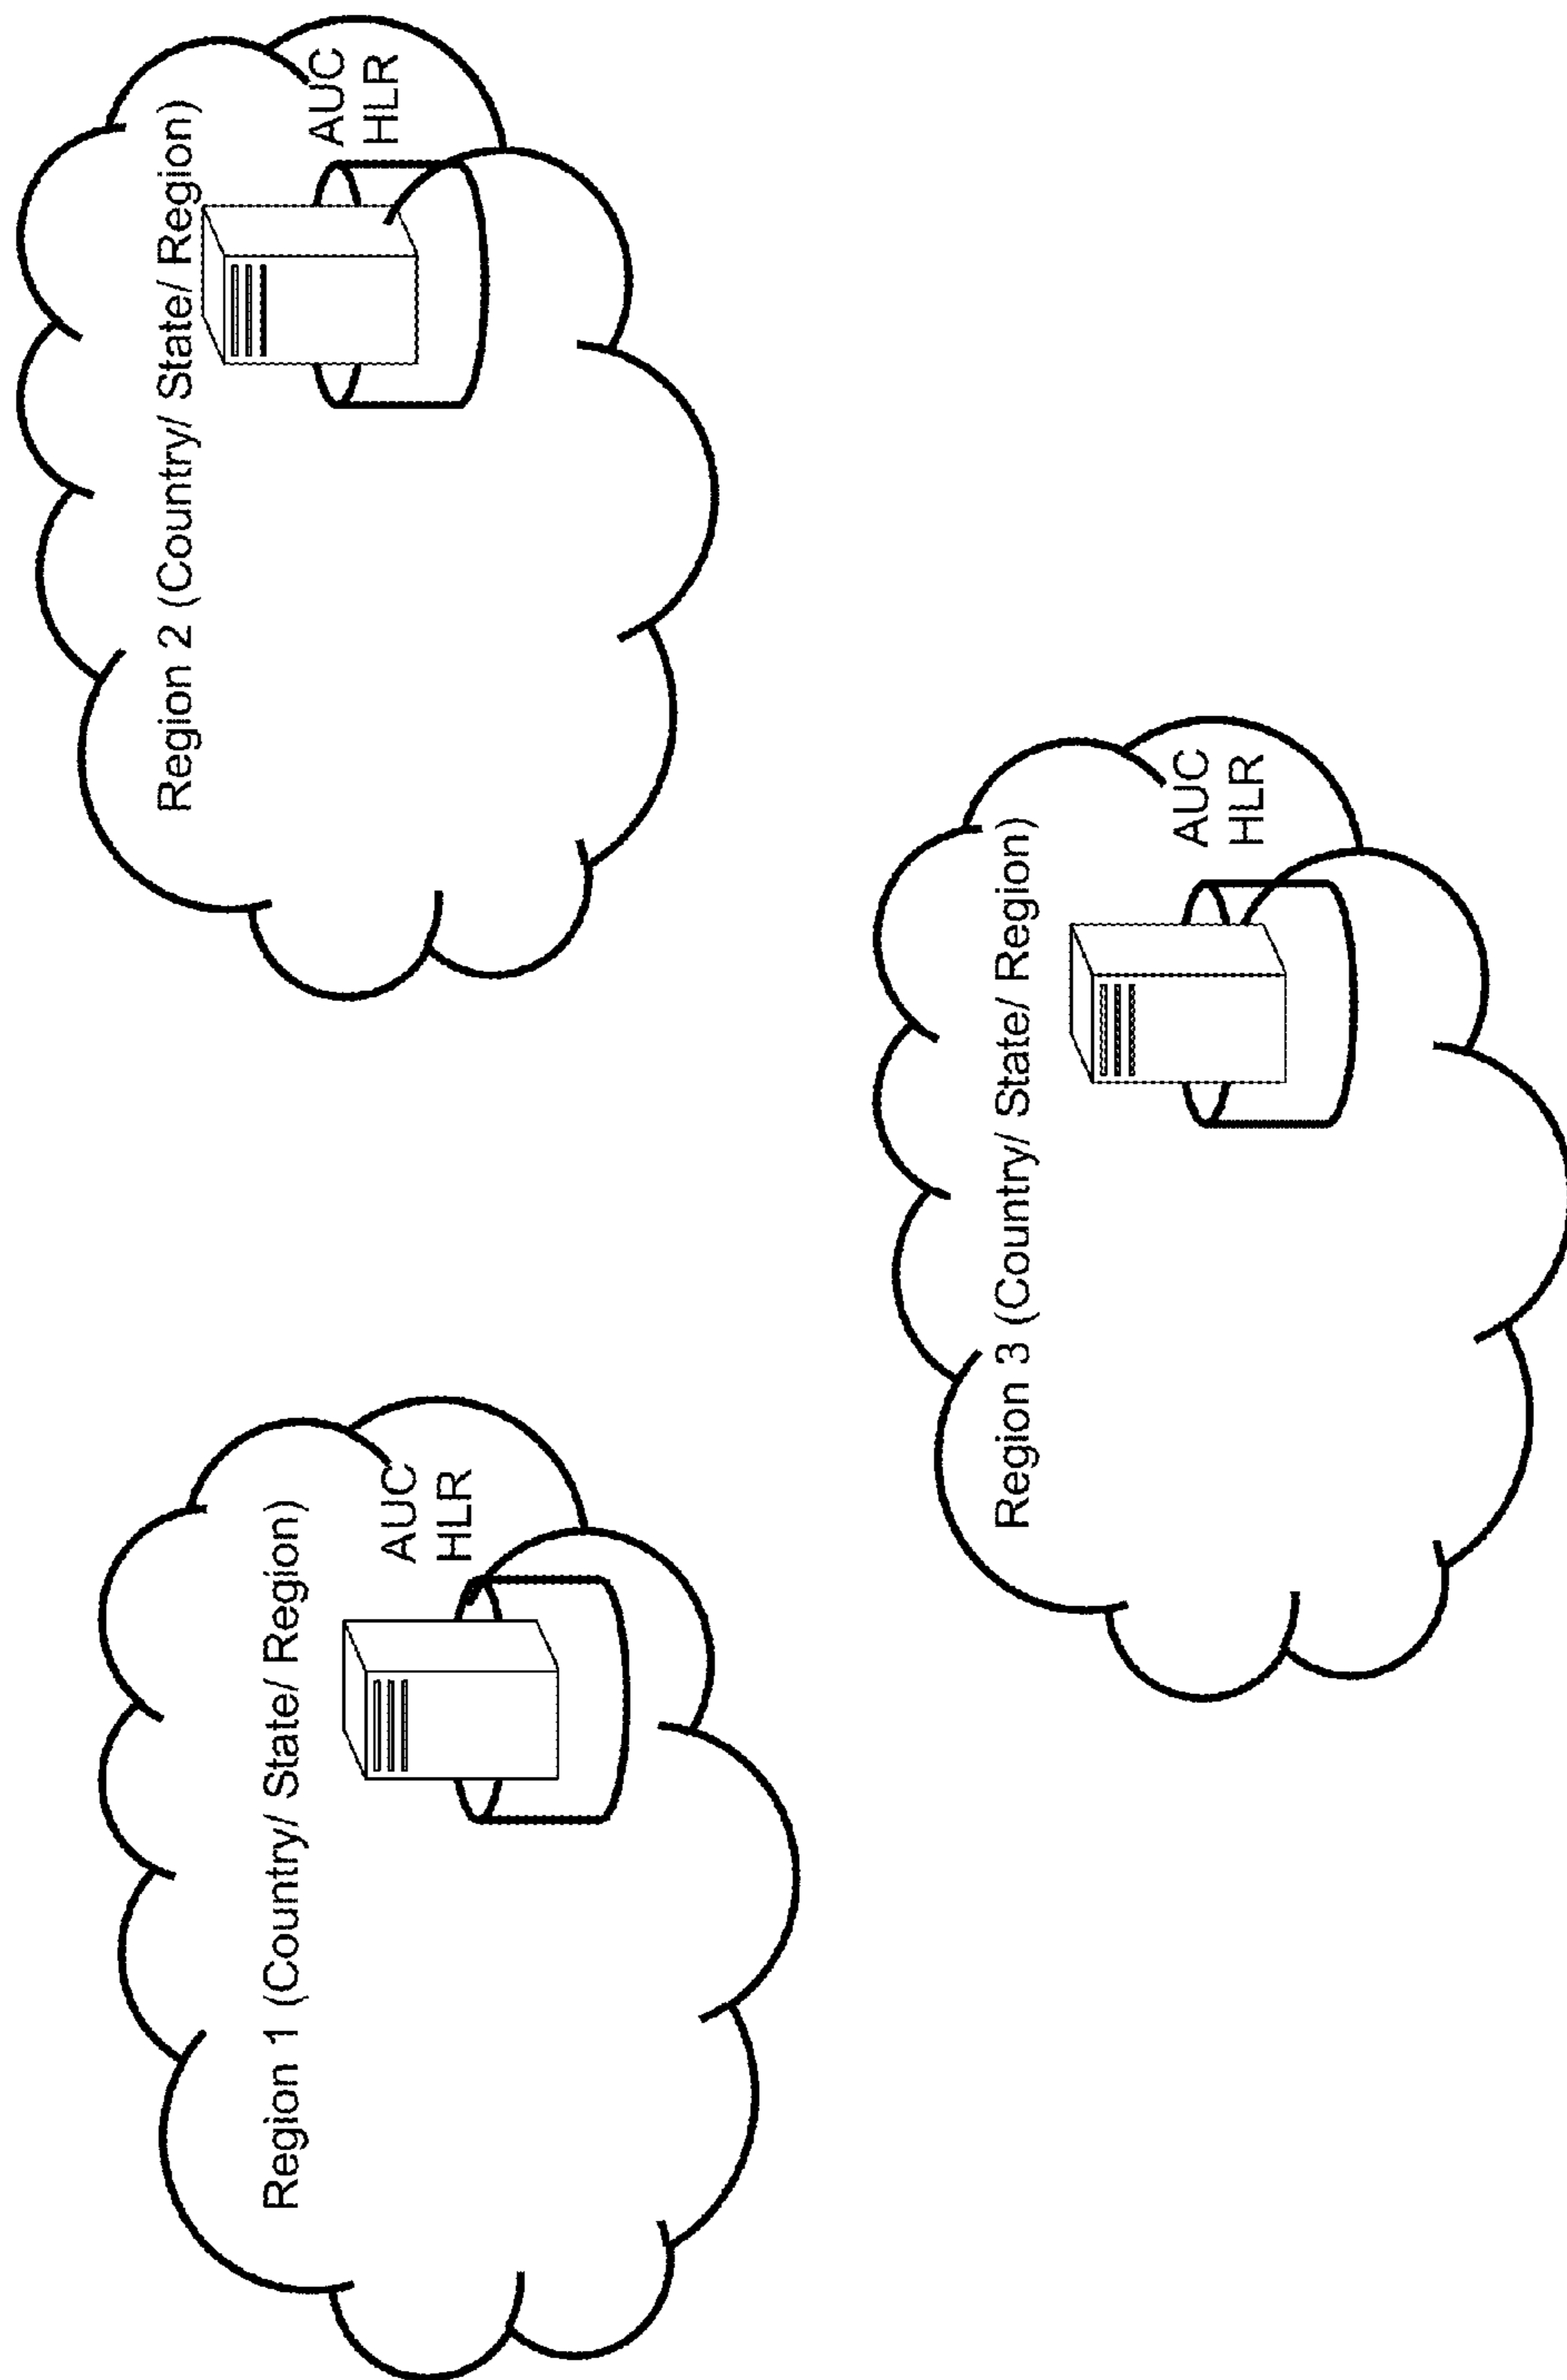 Region 1 (Country/ State/ Region)
AUC
HLR
Region 2 (Country/ State/ Region)
AUC
HLR
Region 3 (Country/ State/ Region)
AUC
HLR